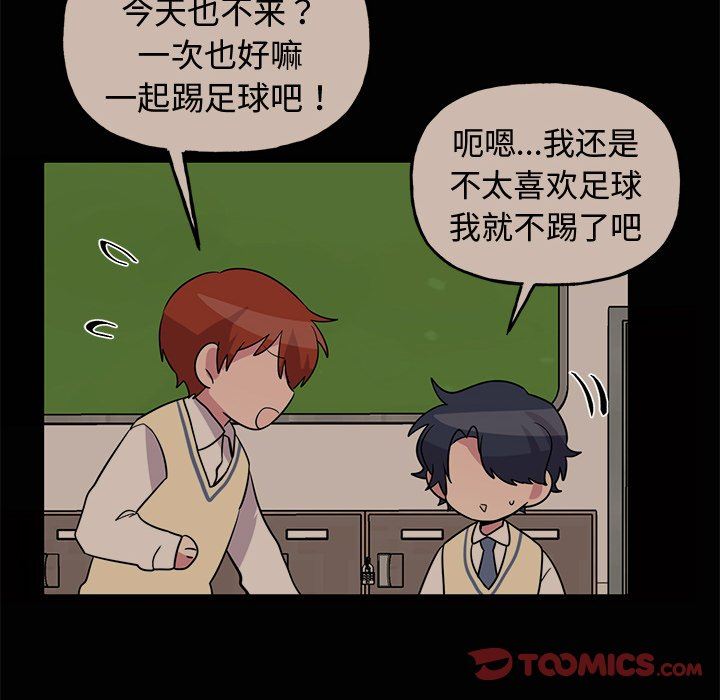 今天也不来？
一次也好嘛
一起踢足球吧！
呃嗯...我还是
不太喜欢足球
我就不踢了吧
TOOMICS.COM